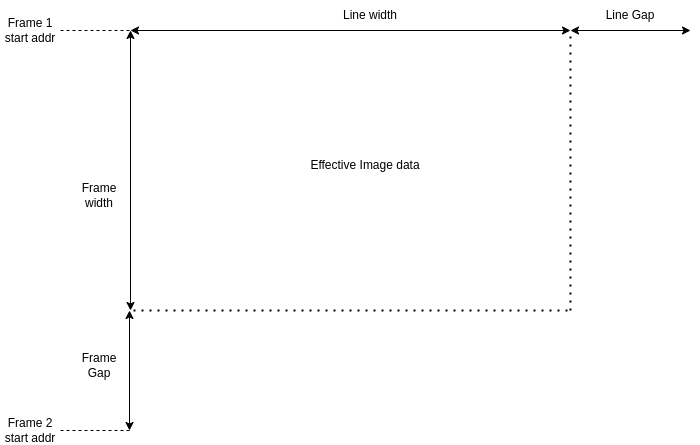 Frame 1
start addr
Line width
Line Gap
Effective Image data
Frame
width
Frame
Gap
Frame 2
start addr